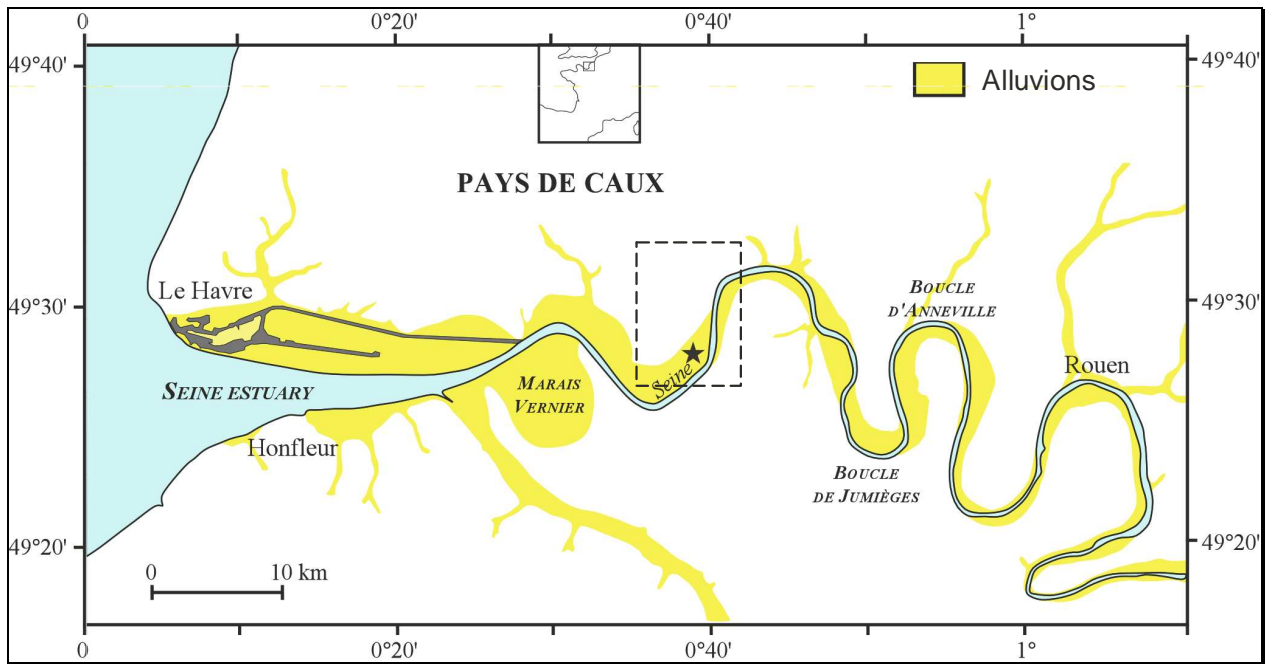 0 0°20' 0°40' 1°
49°40' 49°40'
Alluvions
PAYS DE CAUX
Le Havre
49°30' 49°30'
BOUCLE
D'ANNEVILLE
Rouen
Seine
MARAIS
VERNIER
SEINE ESTUARY
Honfleur
BOUCLE
DE JUMIÈGES
49°20' 49°20'
0 10 km
0 0°20' 0°40' 1°